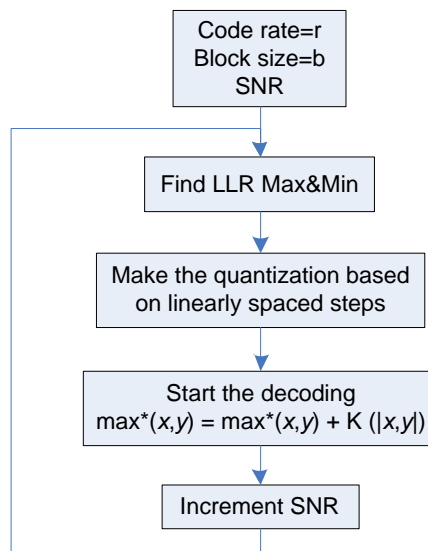 Code rate=r
Block size=b
SNR
Find LLR Max&Min
Make the quantization based
on linearly spaced steps
Start the decoding
max*(x,y) = max*(x,y) + K (|x,y|)
Increment SNR